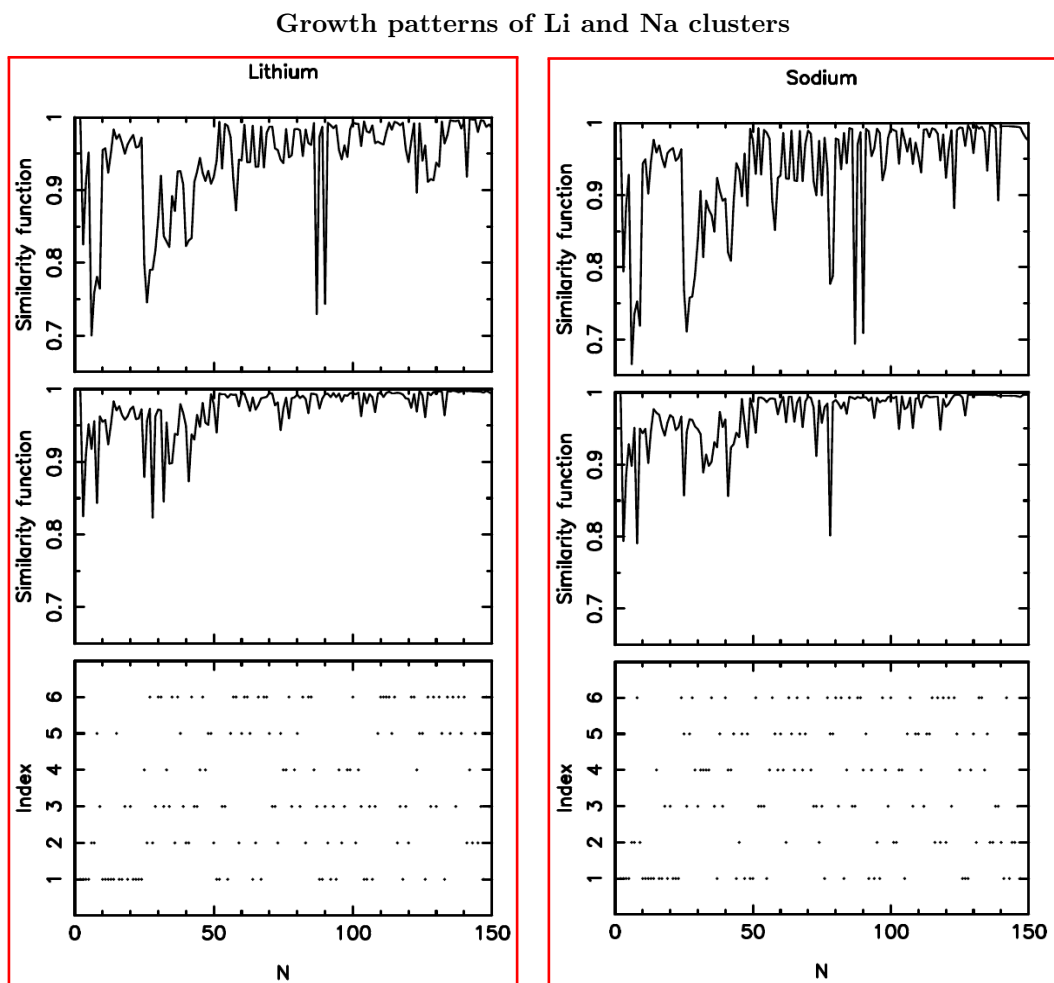 Growth patterns of Li and Na clusters
Lithium
Similarity function
1
0.9
0.8
0.7
Similarity function
1
0.9
0.8
0.7
Index
6
5
4
3
2
1
0 50 100 150
N
Sodium
Similarity function
1
0.9
0.8
0.7
Similarity function
1
0.9
0.8
0.7
Index
6
5
4
3
2
1
0 50 100 150
N